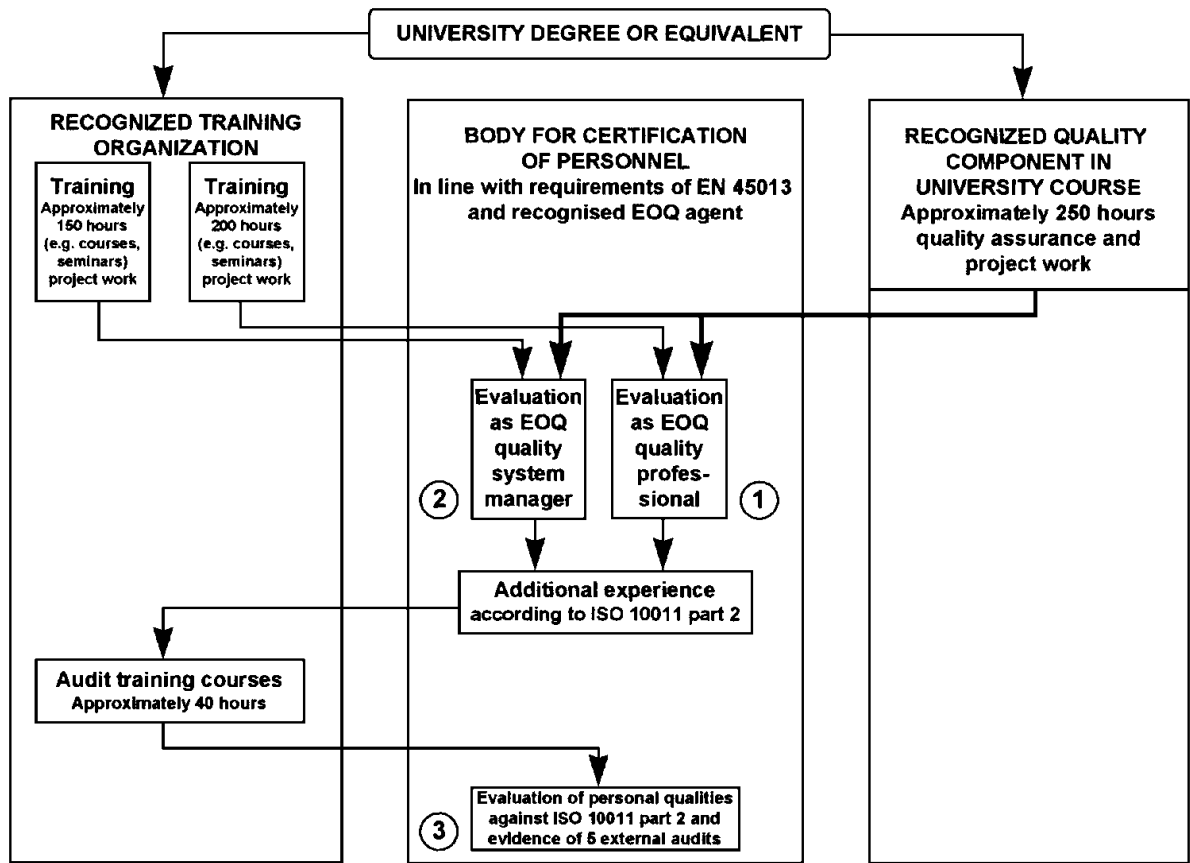 UNIVERSITY DEGREE OR EQUIVALENT
RECOGNIZED TRAINING
ORGANIZATION
Training
Approximately
150 hours
(e.g. courses,
seminars)
project work
Training
Approximately
200 hours
(e.g. courses,
seminars)
project work
BODY FOR CERTIFICATION
OF PERSONNEL
In line with requirements of EN 45013
and recognised EOQ agent
RECOGNIZED QUALITY
COMPONENT IN
UNIVERSITY COURSE
Approximately 250 hours
quality assurance and
project work
Evaluation
as EOQ
quality
system
manager
2
Evaluation
as EOQ
quality
profes-
sional
1
Additional experience
according to ISO 10011 part 2
Audit training courses
Approximately 40 hours
Evaluation of personal qualities
against ISO 10011 part 2 and
evidence of 5 external audits
3